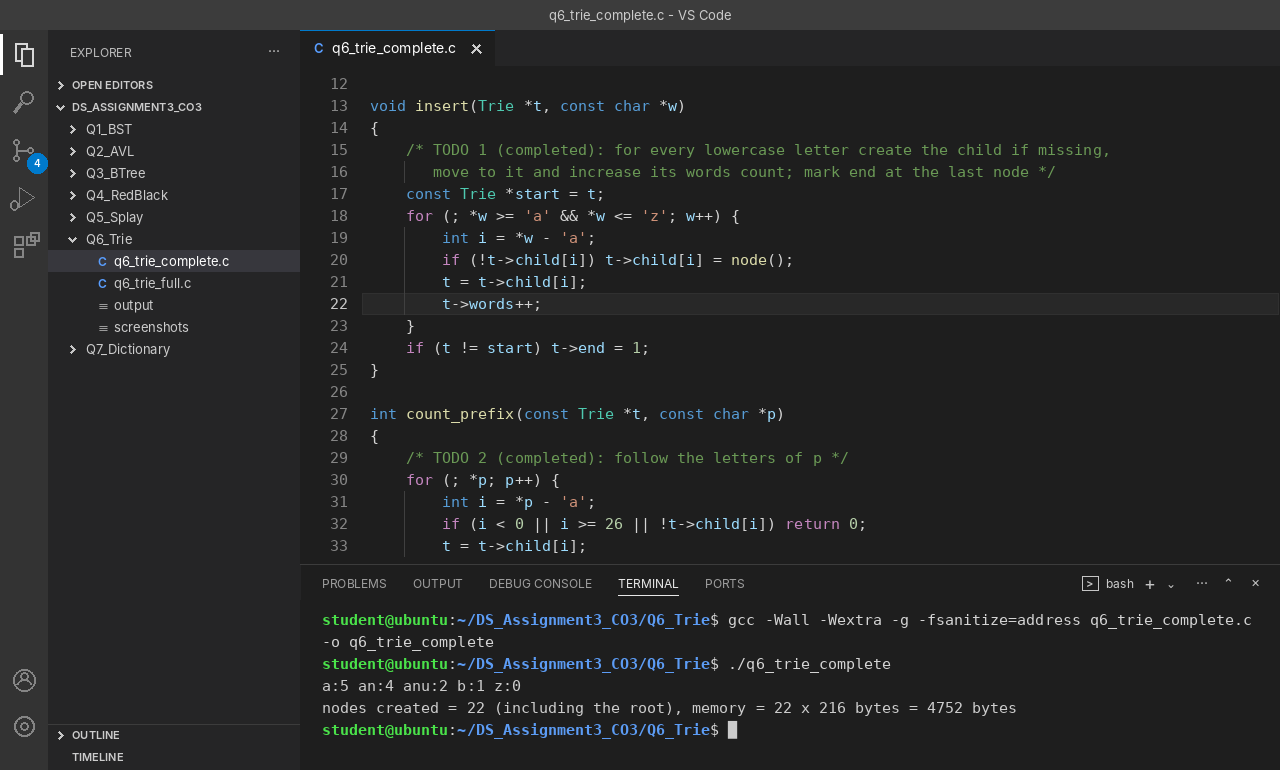 q6_trie_complete.c - VS Code
EXPLORER
OPEN EDITORS
DS_ASSIGNMENT3_CO3
Q1_BST
Q2_AVL
Q3_BTree
Q4_RedBlack
Q5_Splay
Q6_Trie
C q6_trie_complete.c
C q6_trie_full.c
output
screenshots
Q7_Dictionary
4
OUTLINE
TIMELINE
C q6_trie_complete.c
12
13 void insert(Trie *t, const char *w)
14 {
15     /* TODO 1 (completed): for every lowercase letter create the child if missing,
16        move to it and increase its words count; mark end at the last node */
17     const Trie *start = t;
18     for (; *w >= 'a' && *w <= 'z'; w++) {
19         int i = *w - 'a';
20         if (!t->child[i]) t->child[i] = node();
21         t = t->child[i];
22         t->words++;
23     }
24     if (t != start) t->end = 1;
25 }
26
27 int count_prefix(const Trie *t, const char *p)
28 {
29     /* TODO 2 (completed): follow the letters of p */
30     for (; *p; p++) {
31         int i = *p - 'a';
32         if (i < 0 || i >= 26 || !t->child[i]) return 0;
33         t = t->child[i];
PROBLEMS OUTPUT DEBUG CONSOLE TERMINAL PORTS bash
student@ubuntu:~/DS_Assignment3_CO3/Q6_Trie$ gcc -Wall -Wextra -g -fsanitize=address q6_trie_complete.c
-o q6_trie_complete
student@ubuntu:~/DS_Assignment3_CO3/Q6_Trie$ ./q6_trie_complete
a:5 an:4 anu:2 b:1 z:0
nodes created = 22 (including the root), memory = 22 x 216 bytes = 4752 bytes
student@ubuntu:~/DS_Assignment3_CO3/Q6_Trie$